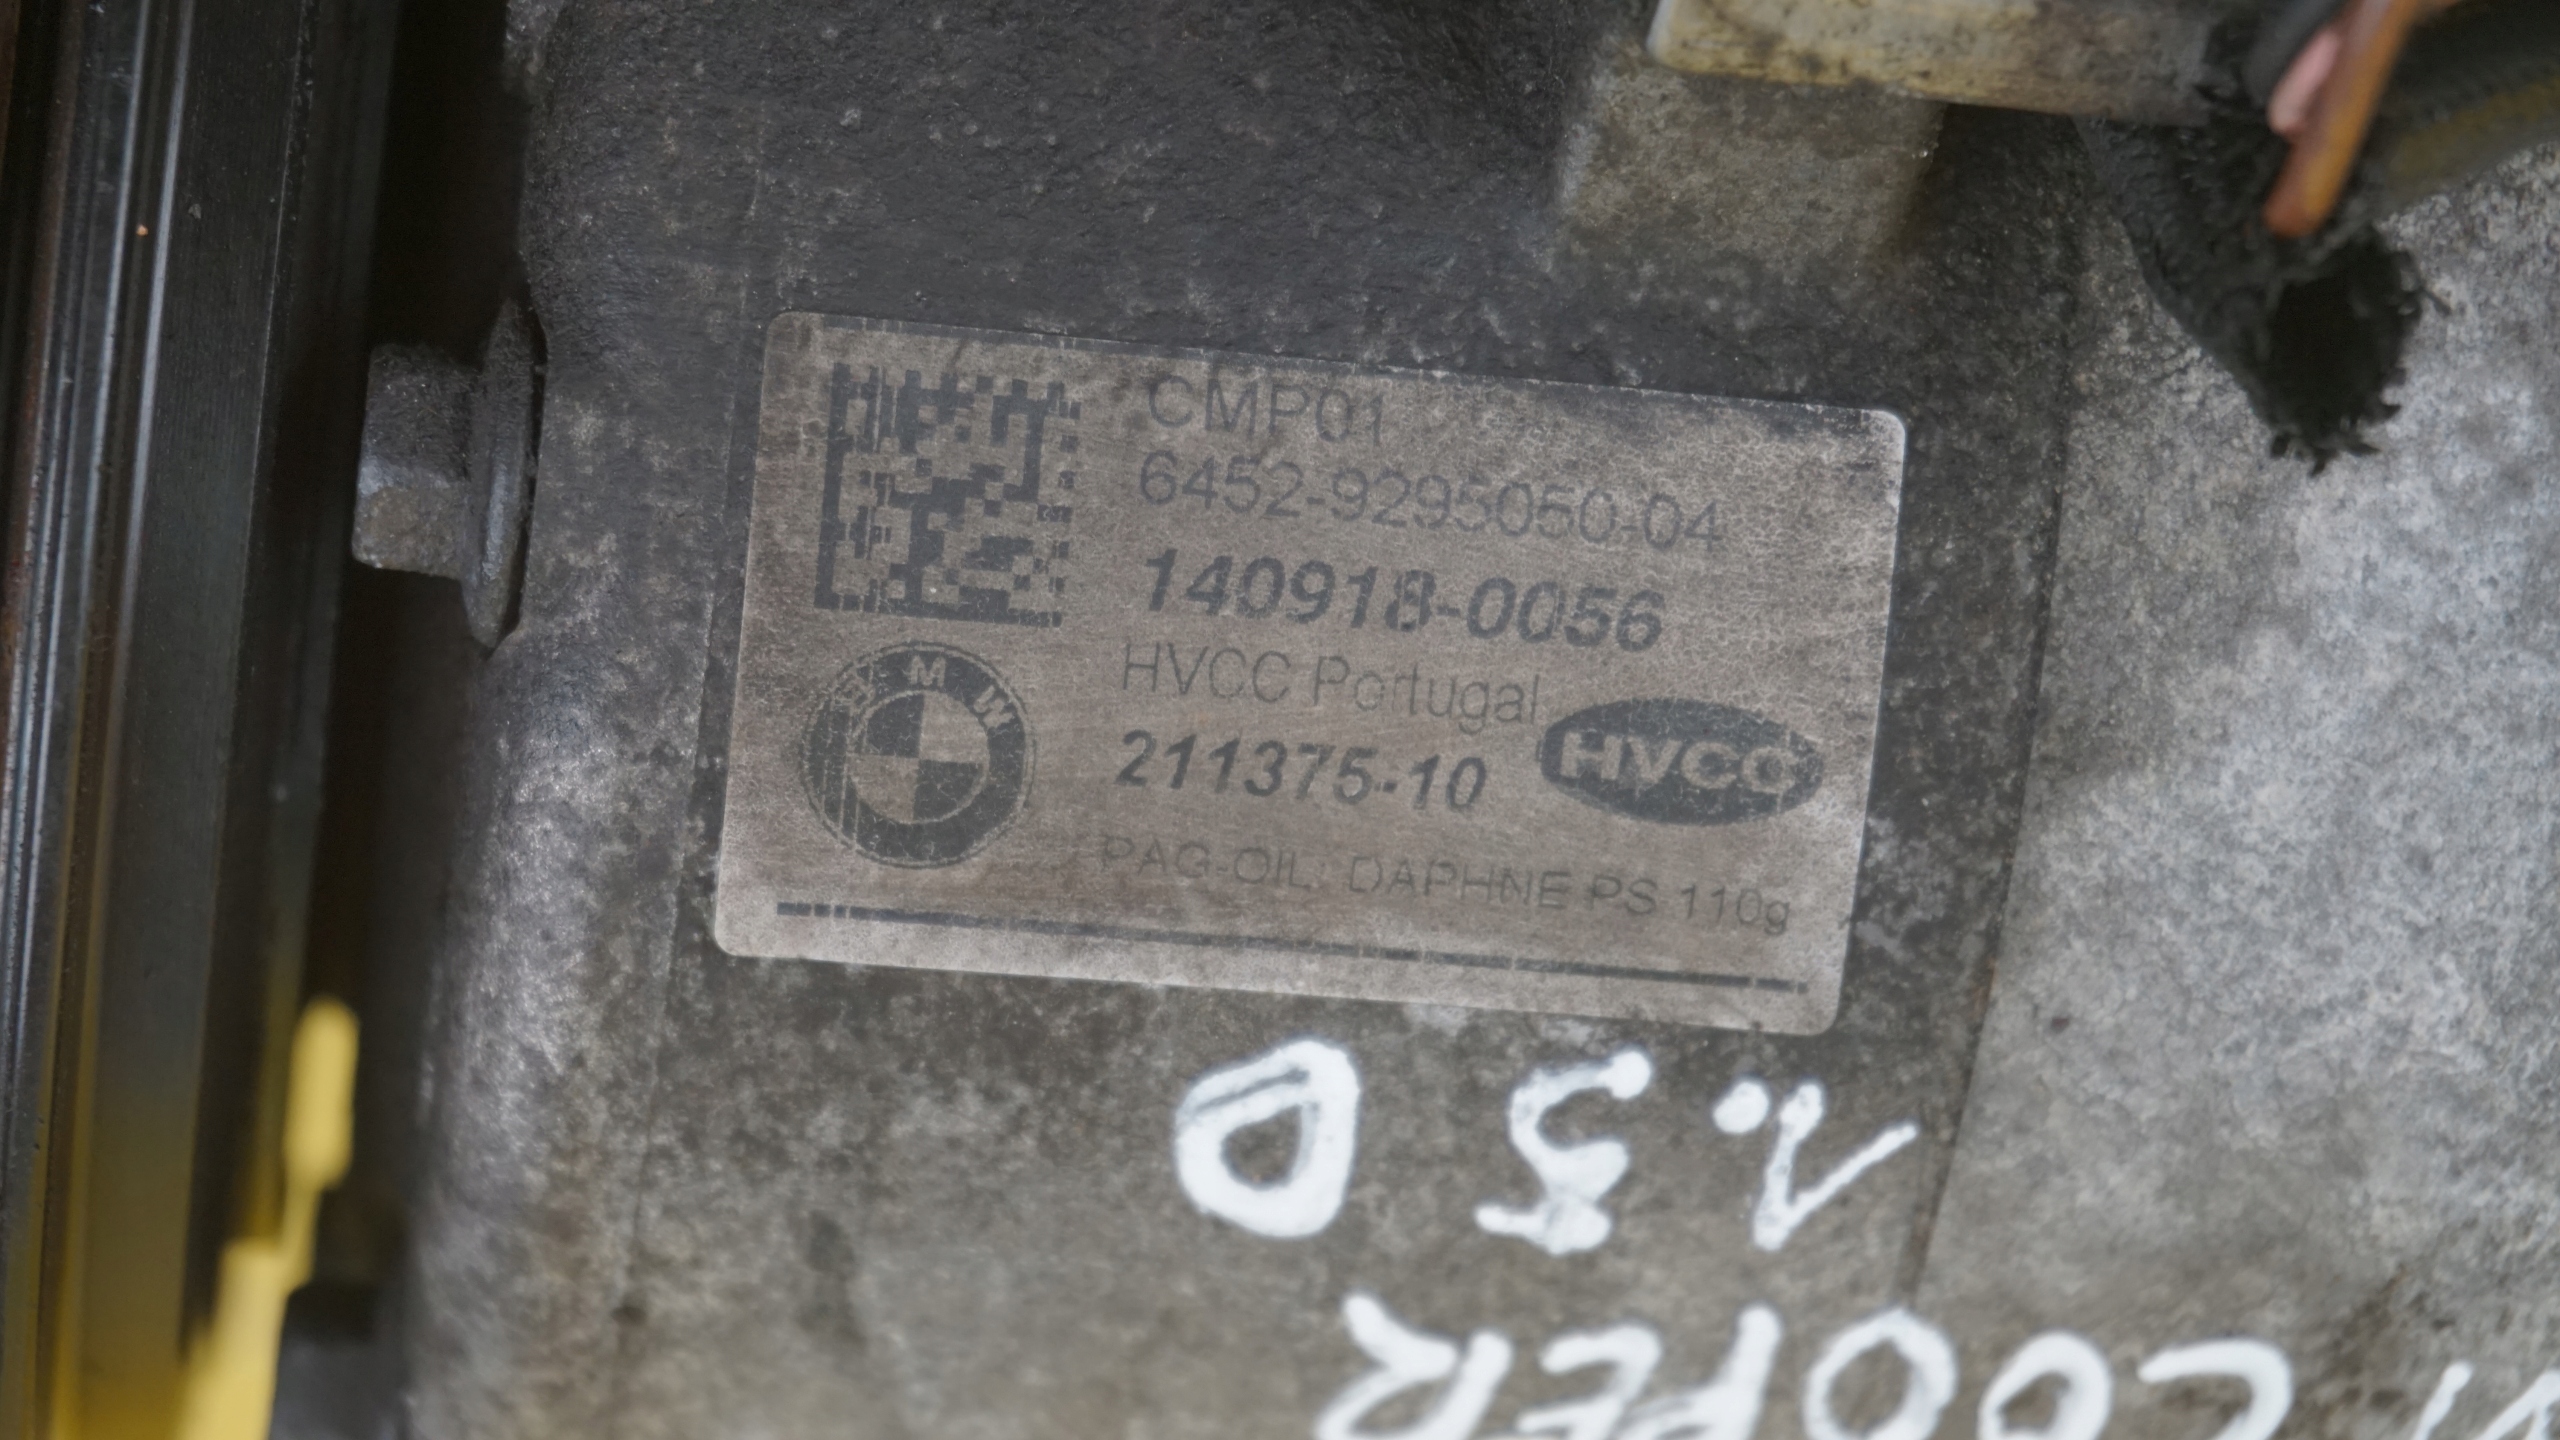 CMP01
6452-9295050-04
140918-0056
HVCC Portugal
BMW
211375-10
HVCC
PAG-OIL: DAPHNE PS 110g
COOPER
1.5 D